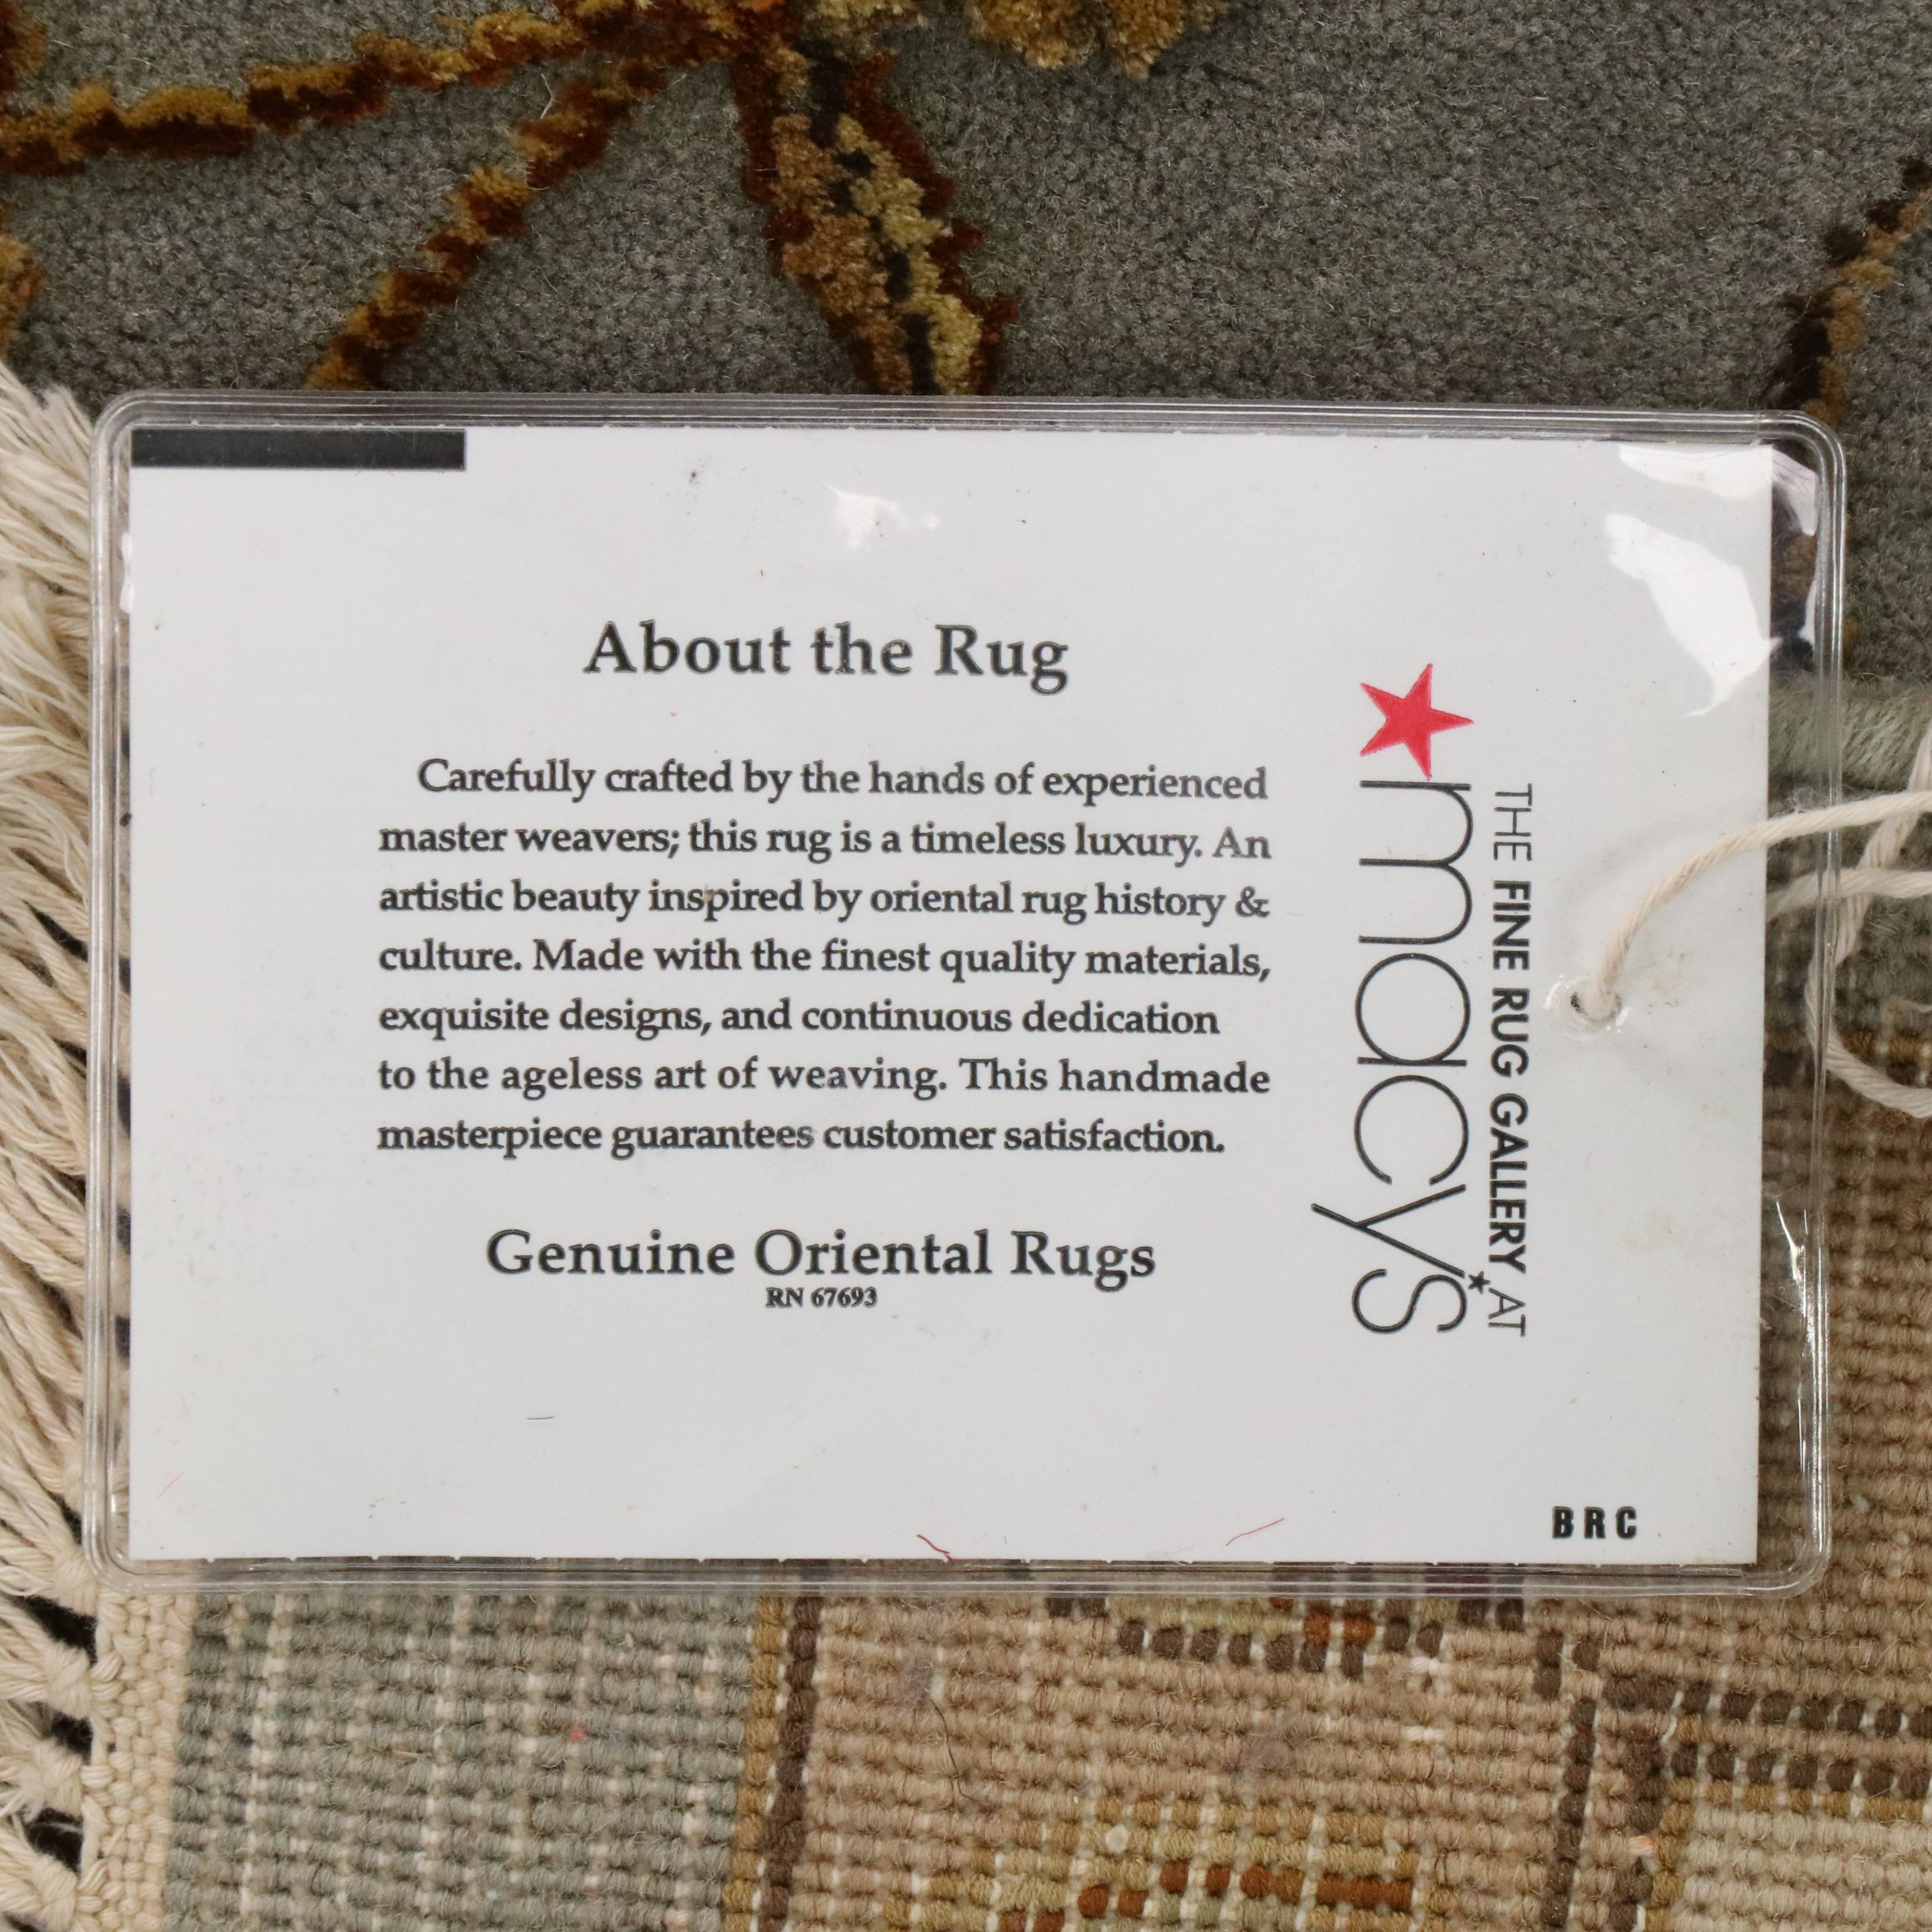 About the Rug
Carefully crafted by the hands of experienced
master weavers; this rug is a timeless luxury. An
artistic beauty inspired by oriental rug history &
culture. Made with the finest quality materials,
exquisite designs, and continuous dedication
to the ageless art of weaving. This handmade
masterpiece guarantees customer satisfaction.
Genuine Oriental Rugs
RN 67693
THE FINE RUG GALLERY AT
★macy★s
BRC